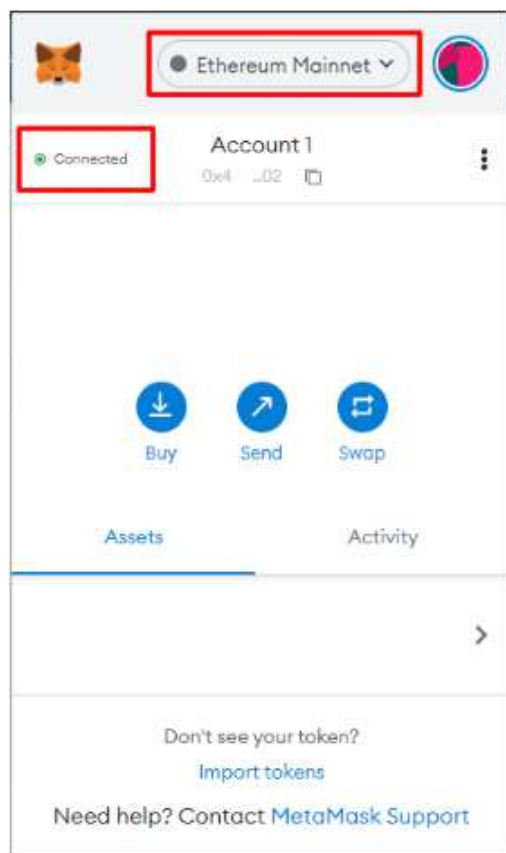 Ethereum Mainnet
Connected
Account 1
0x4 ...02
Buy Send Swap
Assets Activity
Don't see your token?
Import tokens
Need help? Contact MetaMask Support